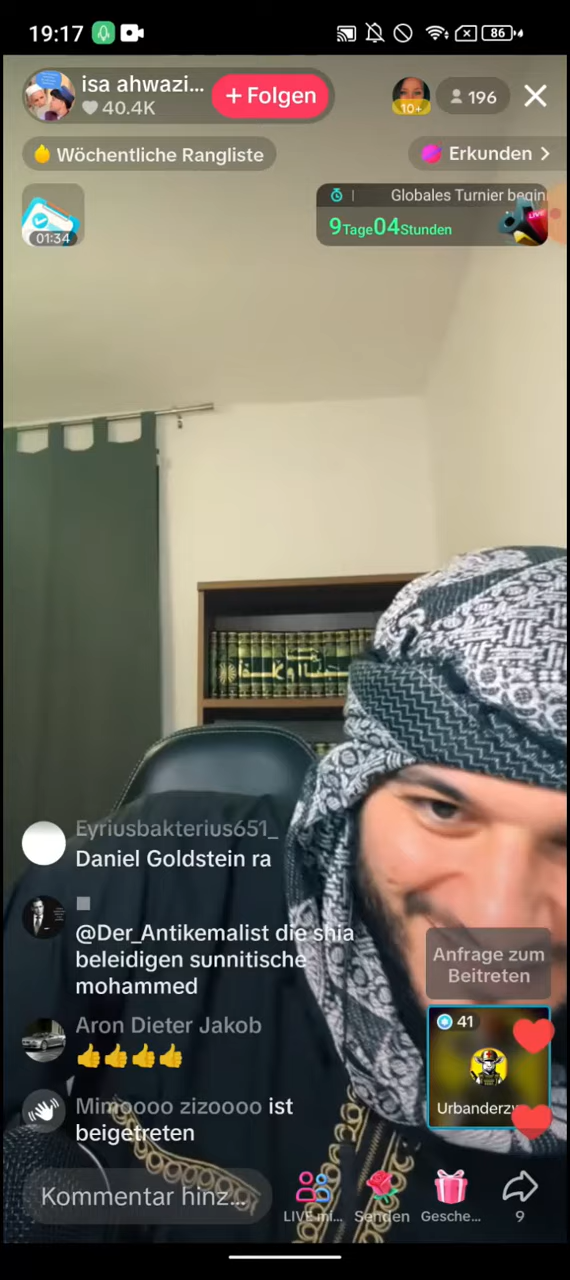 19:17
86
isa ahwazi...
40.4K
+ Folgen
10+
196
Wöchentliche Rangliste
Erkunden >
01:34
Globales Turnier begin
9Tage04Stunden
LIVE
Eyriusbakterius651_
Daniel Goldstein ra
@Der_Antikemalist die shia
beleidigen sunnitische
mohammed
Anfrage zum
Beitreten
Aron Dieter Jakob
👍👍👍👍
41
Urbanderzv
Mimoooo zizoooo ist
beigetreten
Kommentar hinz...
LIVE mi...
Senden
Gesche...
9